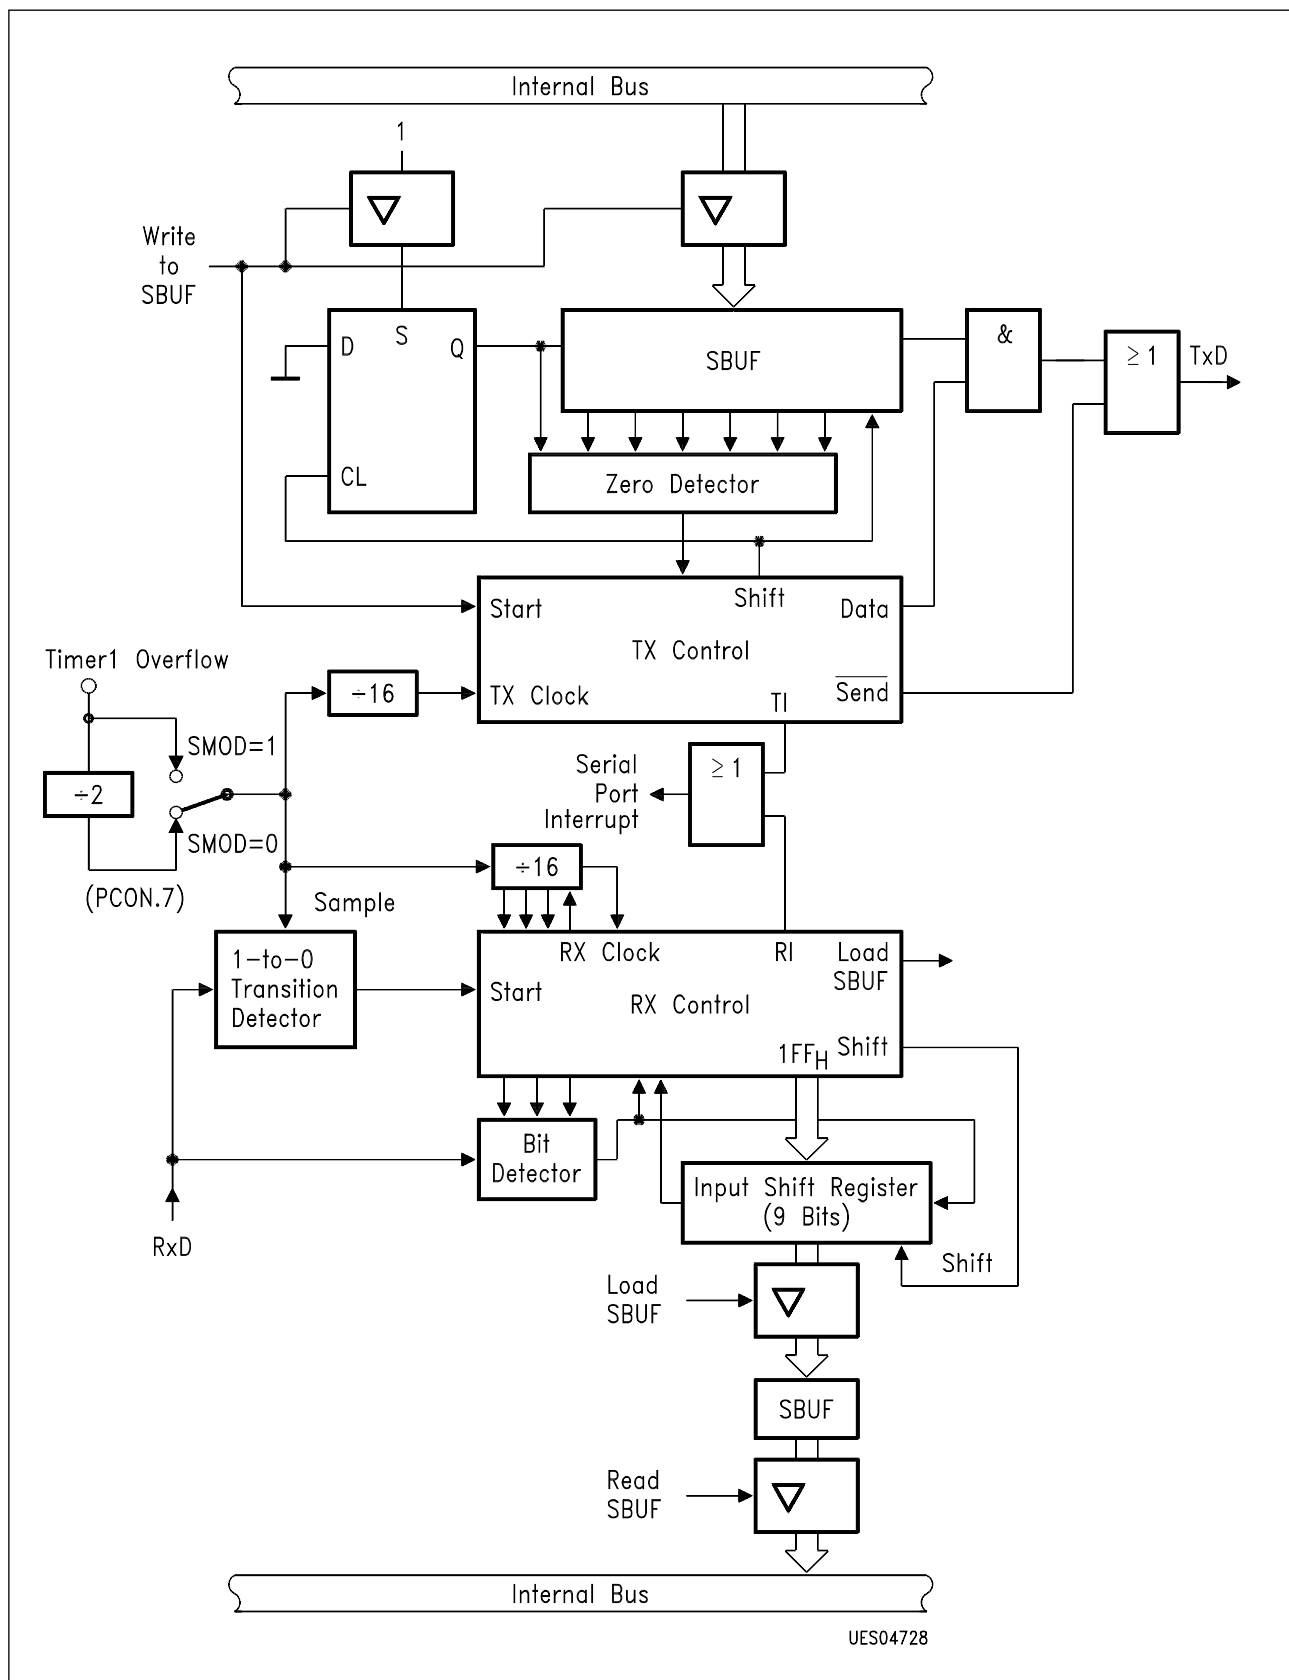 Internal Bus
1
Write
to
SBUF
D
S
Q
CL
SBUF
&
≥1
TxD
Zero Detector
Start
Shift
Data
TX Control
TX Clock
TI
Send
Timer1 Overflow
÷16
SMOD=1
÷2
SMOD=0
(PCON.7)
Serial
Port
Interrupt
≥1
÷16
Sample
1-to-0
Transition
Detector
RX Clock
RI
Load
SBUF
Start
RX Control
1FFH
Shift
Bit
Detector
Input Shift Register
(9 Bits)
RxD
Shift
Load
SBUF
SBUF
Read
SBUF
Internal Bus
UES04728